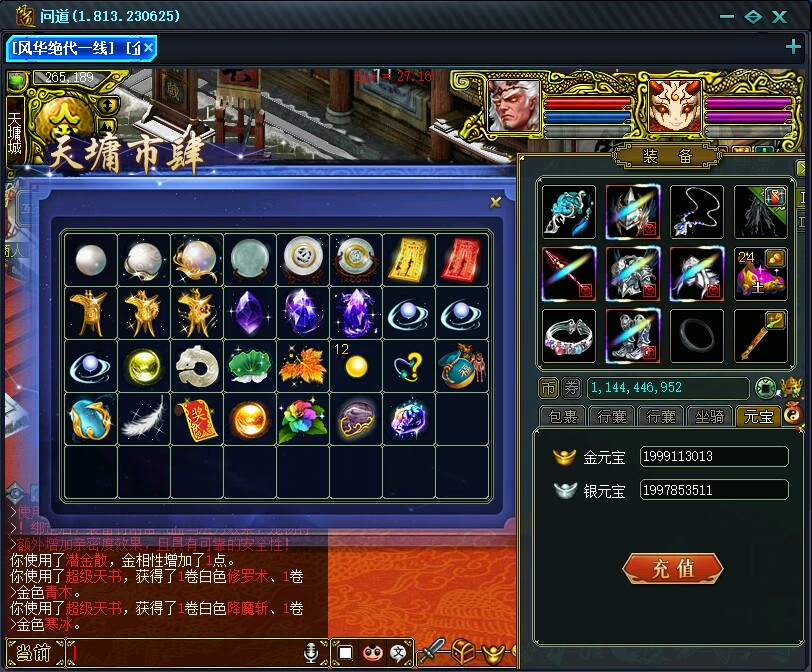 问道(1.813.230625)
[风华绝代一线] [
265,189
fps = 27.16
天墉城
天墉市肆
装 备
24
12
商人
币 券 1,144,446,952
包裹 行囊 行囊 坐骑 元宝
金元宝 1999113013
银元宝 1997853511
充值
额外增加亲密度效果，且具有可靠的安全性！
你使用了潜金散，金相性增加了1点。
你使用了超级天书，获得了1卷白色修罗术、1卷
>金色青木。
你使用了超级天书，获得了1卷白色降魔斩、1卷
>金色寒冰。
当前
文